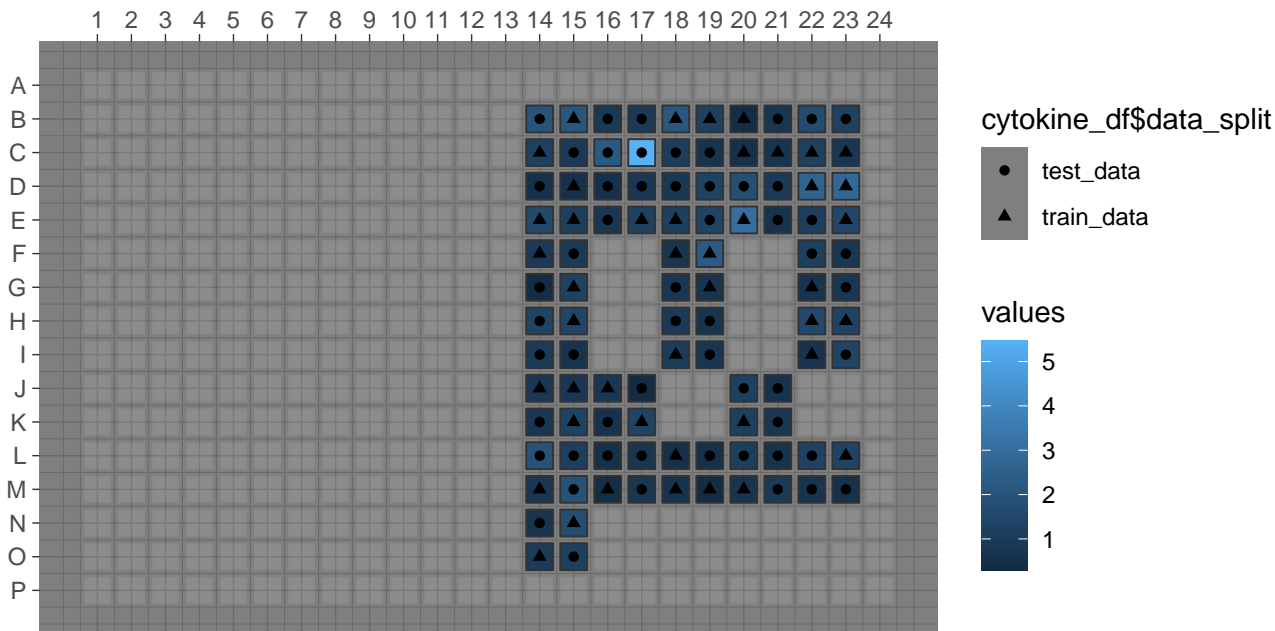 1 2 3 4 5 6 7 8 9 10 11 12 13 14 15 16 17 18 19 20 21 22 23 24
A
B
C
D
E
F
G
H
I
J
K
L
M
N
O
P
cytokine_df$data_split
test_data
train_data
values
5
4
3
2
1